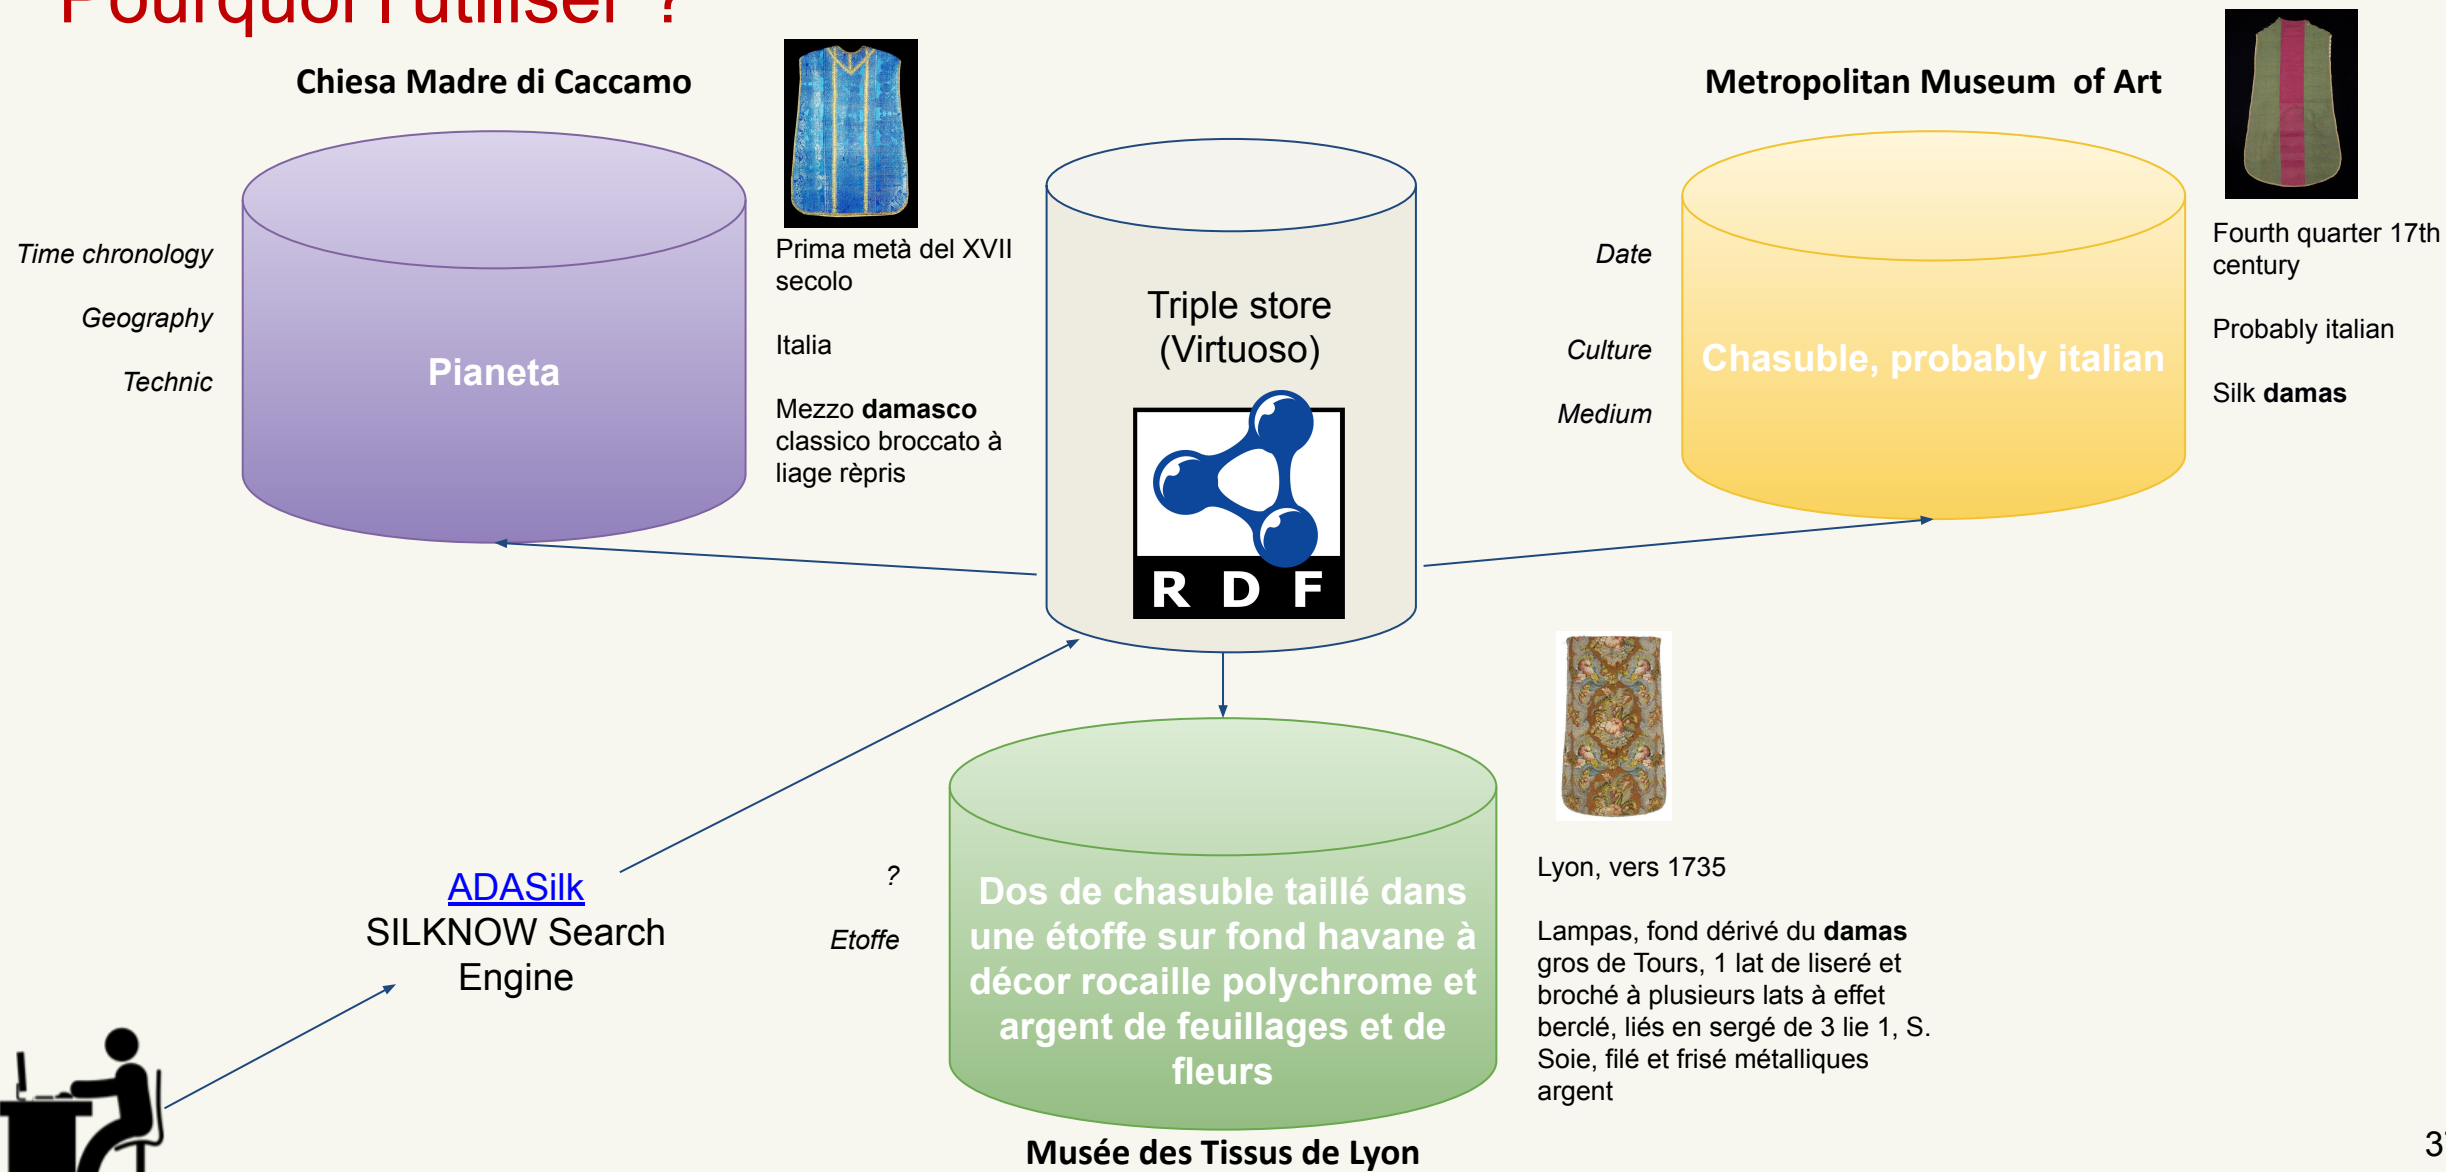 Pourquoi l'utiliser ?
Chiesa Madre di Caccamo
Time chronology
Geography
Technic
Pianeta
Prima metà del XVII
secolo
Italia
Mezzo damasco
classico broccato à
liage rèpris
Triple store
(Virtuoso)
RDF
Metropolitan Museum of Art
Date
Culture
Medium
Chasuble, probably italian
Fourth quarter 17th
century
Probably italian
Silk damas
ADASilk
SILKNOW Search
Engine
?
Etoffe
Dos de chasuble taillé dans
une étoffe sur fond havane à
décor rocaille polychrome et
argent de feuillages et de
fleurs
Lyon, vers 1735
Lampas, fond dérivé du damas
gros de Tours, 1 lat de liseré et
broché à plusieurs lats à effet
berclé, liés en sergé de 3 lie 1, S.
Soie, filé et frisé métalliques
argent
Musée des Tissus de Lyon